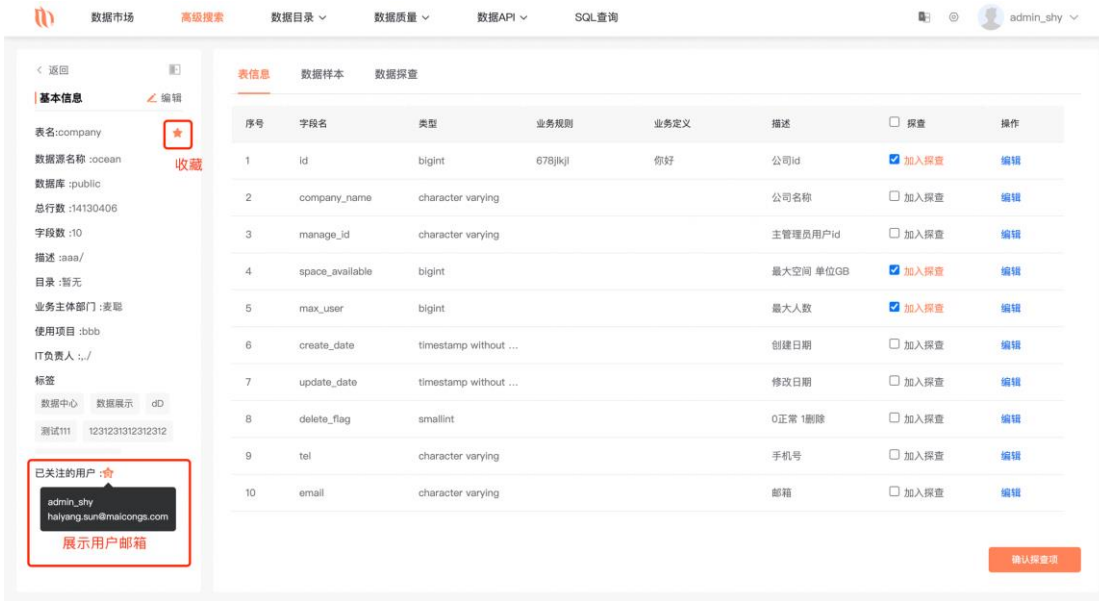 数据市场 高级搜索 数据目录 数据质量 数据API SQL查询 admin_shy
返回
基本信息 编辑
表名:company
收藏
数据源名称 :ocean
数据库 :public
总行数 :14130406
字段数 :10
描述 :aaa/
目录 :暂无
业务主体部门 :麦聪
使用项目 :bbb
IT负责人 :,./
标签
数据中心 数据展示 dD
测试111 1231231312312312
已关注的用户 :
admin_shy
haiyang.sun@maicongs.com
展示用户邮箱
表信息 数据样本 数据探查
序号 字段名 类型 业务规则 业务定义 描述 探查 操作
1 id bigint 678jlkjl 你好 公司id 加入探查 编辑
2 company_name character varying 公司名称 加入探查 编辑
3 manage_id character varying 主管理员用户id 加入探查 编辑
4 space_available bigint 最大空间 单位GB 加入探查 编辑
5 max_user bigint 最大人数 加入探查 编辑
6 create_date timestamp without ... 创建日期 加入探查 编辑
7 update_date timestamp without ... 修改日期 加入探查 编辑
8 delete_flag smallint 0正常 1删除 加入探查 编辑
9 tel character varying 手机号 加入探查 编辑
10 email character varying 邮箱 加入探查 编辑
确认探查项